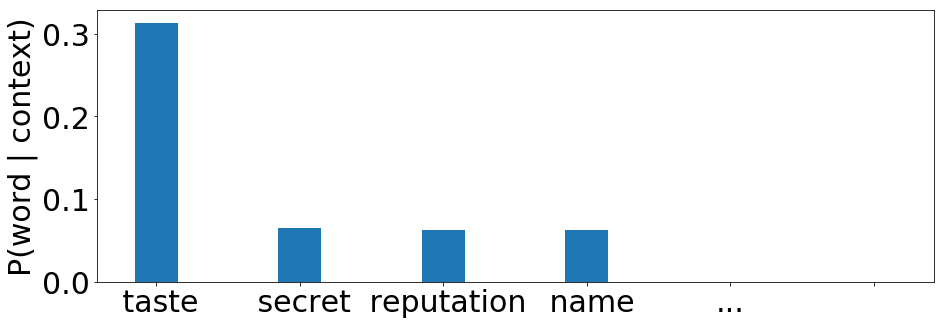 P(word | context)
0.3
0.2
0.1
0.0
taste secret reputation name ...